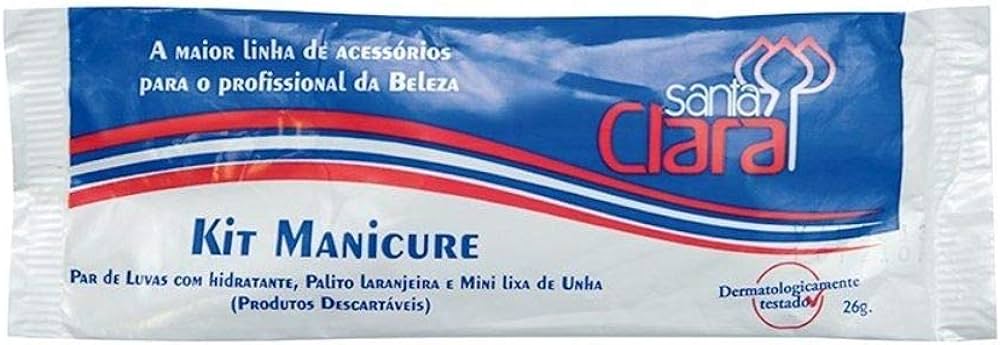 A maior linha de acessórios
para o profissional da Beleza
santa
Clara
Kit Manicure
Par de Luvas com hidratante, Palito Laranjeira e Mini lixa de Unha
(Produtos Descartáveis)
Dermatologicamente
testado
26g.